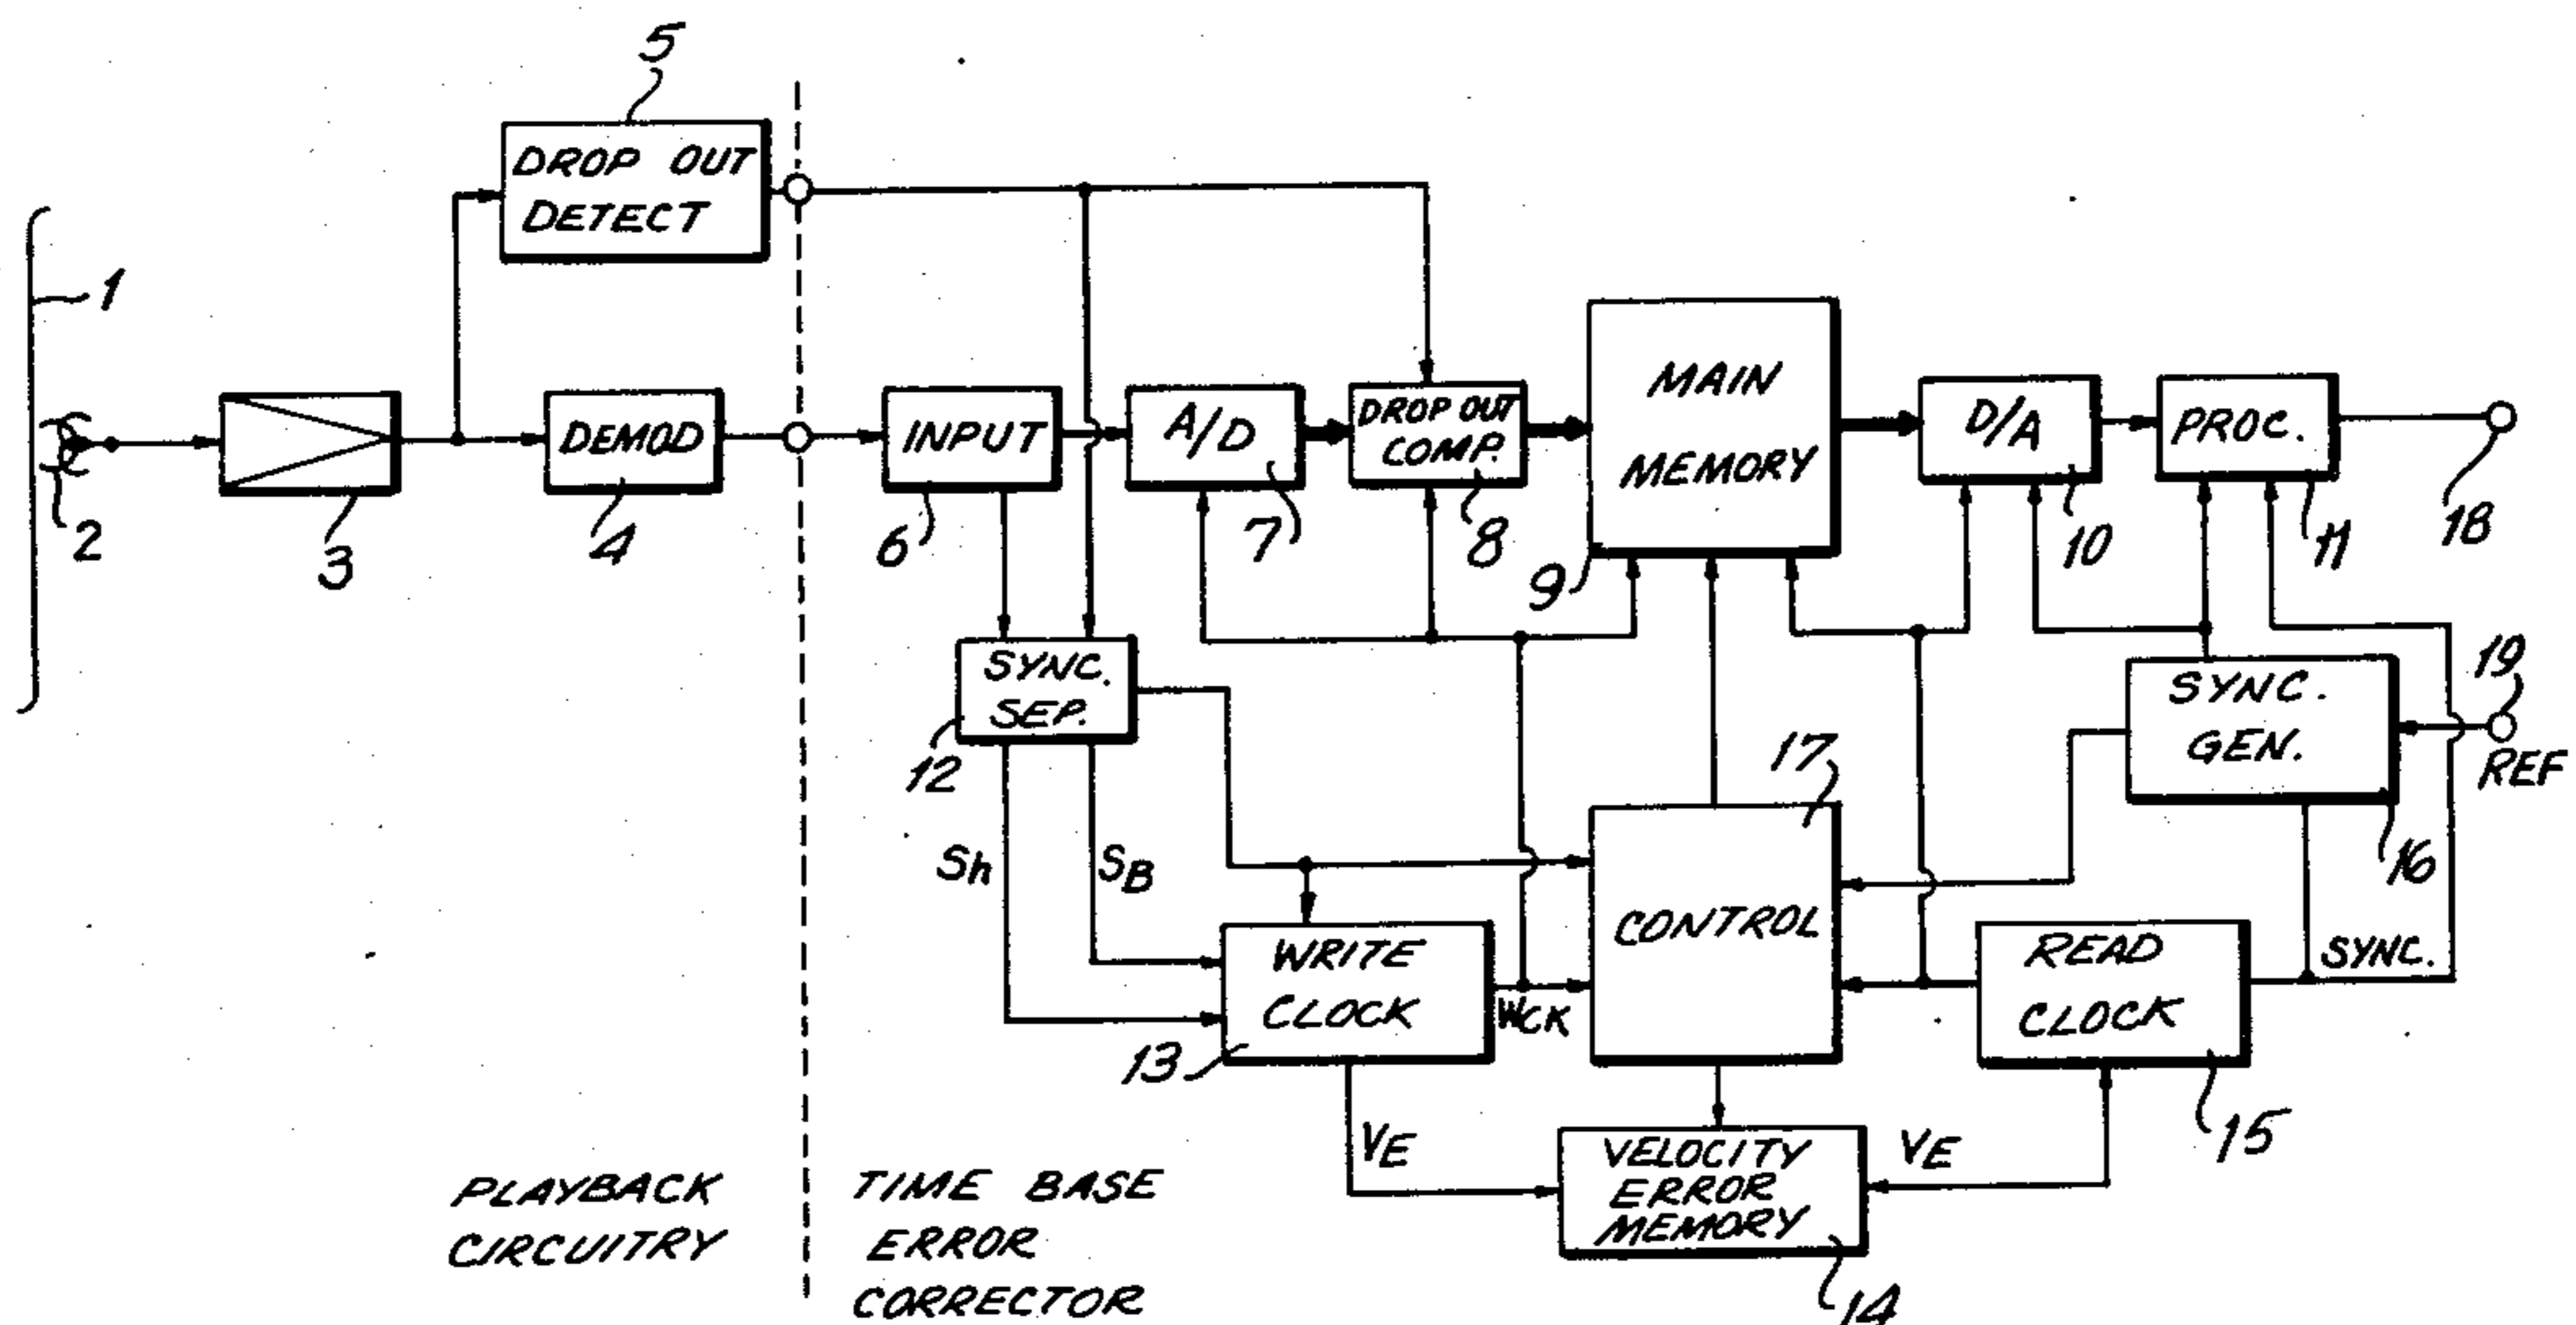 5
DROP OUT
DETECT
1
2
3
DEMOD
4
INPUT
6
A/D
7
DROP OUT
COMP.
8
MAIN
MEMORY
9
D/A
10
PROC.
11
18
SYNC.
SEP.
12
Sh
SB
17
CONTROL
SYNC.
GEN.
16
19
REF
WRITE
CLOCK
13
WCK
READ
CLOCK
15
SYNC.
VE
VELOCITY
ERROR
MEMORY
14
VE
PLAYBACK
CIRCUITRY
TIME BASE
ERROR
CORRECTOR